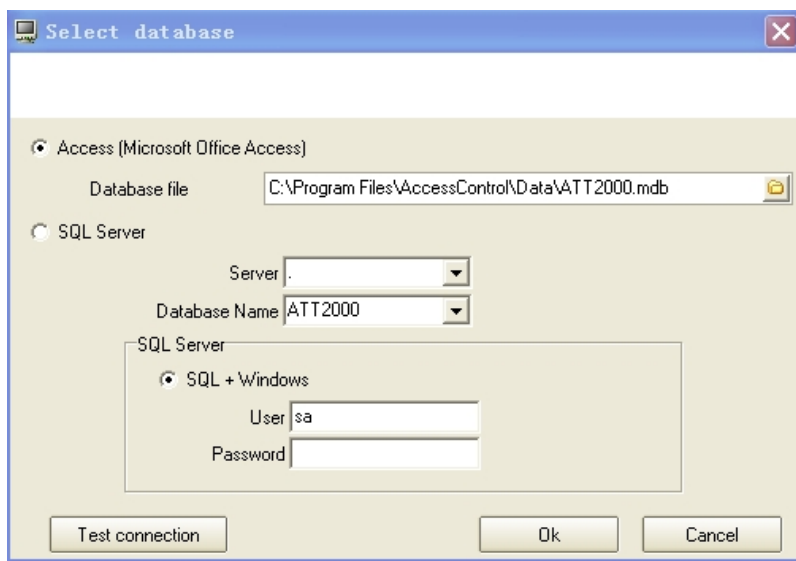 Select database
Access (Microsoft Office Access)
Database file C:\Program Files\AccessControl\Data\ATT2000.mdb
SQL Server
Server .
Database Name ATT2000
SQL Server
SQL + Windows
User sa
Password
Test connection Ok Cancel